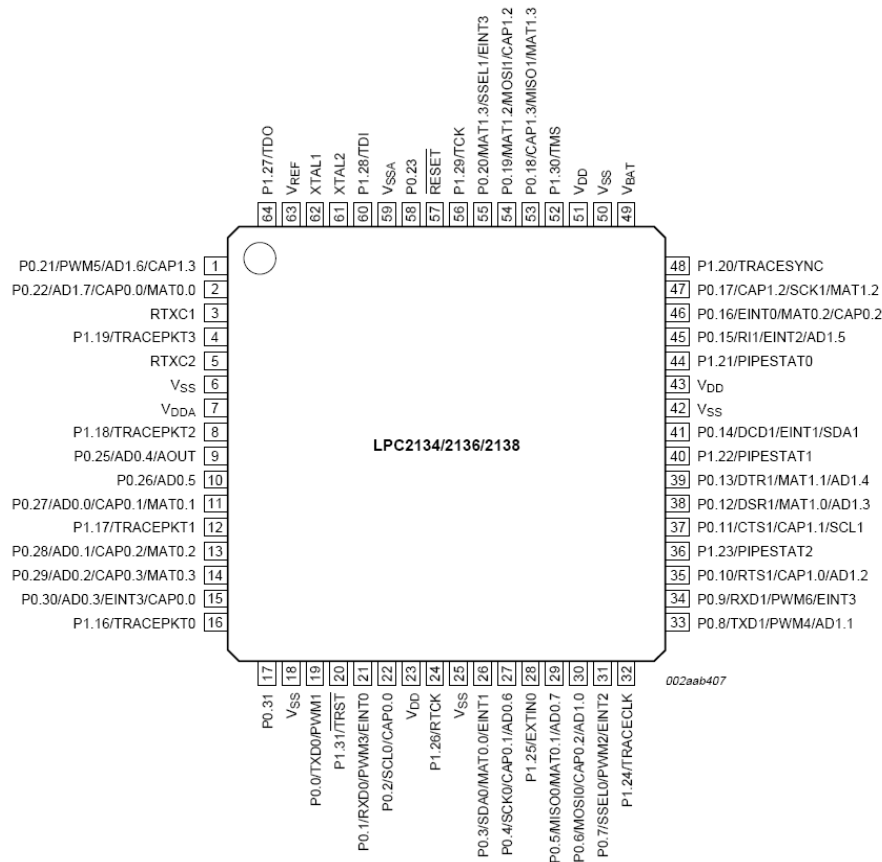 64 P1.27/TDO
63 VREF
62 XTAL1
61 XTAL2
60 P1.28/TDI
59 VSSA
58 P0.23
57 RESET
56 P1.29/TCK
55 P0.20/MAT1.3/SSEL1/EINT3
54 P0.19/MAT1.2/MOSI1/CAP1.2
53 P0.18/CAP1.3/MISO1/MAT1.3
52 P1.30/TMS
51 VDD
50 VSS
49 VBAT
P0.21/PWM5/AD1.6/CAP1.3 1
P0.22/AD1.7/CAP0.0/MAT0.0 2
RTXC1 3
P1.19/TRACEPKT3 4
RTXC2 5
VSS 6
VDDA 7
P1.18/TRACEPKT2 8
P0.25/AD0.4/AOUT 9
P0.26/AD0.5 10
P0.27/AD0.0/CAP0.1/MAT0.1 11
P1.17/TRACEPKT1 12
P0.28/AD0.1/CAP0.2/MAT0.2 13
P0.29/AD0.2/CAP0.3/MAT0.3 14
P0.30/AD0.3/EINT3/CAP0.0 15
P1.16/TRACEPKT0 16
LPC2134/2136/2138
48 P1.20/TRACESYNC
47 P0.17/CAP1.2/SCK1/MAT1.2
46 P0.16/EINT0/MAT0.2/CAP0.2
45 P0.15/RI1/EINT2/AD1.5
44 P1.21/PIPESTAT0
43 VDD
42 VSS
41 P0.14/DCD1/EINT1/SDA1
40 P1.22/PIPESTAT1
39 P0.13/DTR1/MAT1.1/AD1.4
38 P0.12/DSR1/MAT1.0/AD1.3
37 P0.11/CTS1/CAP1.1/SCL1
36 P1.23/PIPESTAT2
35 P0.10/RTS1/CAP1.0/AD1.2
34 P0.9/RXD1/PWM6/EINT3
33 P0.8/TXD1/PWM4/AD1.1
P0.31 17
VSS 18
P0.0/TXD0/PWM1 19
P1.31/TRST 20
P0.1/RXD0/PWM3/EINT0 21
P0.2/SCL0/CAP0.0 22
VDD 23
P1.26/RTCK 24
VSS 25
P0.3/SDA0/MAT0.0/EINT1 26
P0.4/SCK0/CAP0.1/AD0.6 27
P1.25/EXTIN0 28
P0.5/MISO0/MAT0.1/AD0.7 29
P0.6/MOSI0/CAP0.2/AD1.0 30
P0.7/SSEL0/PWM2/EINT2 31
P1.24/TRACECLK 32
002aab407